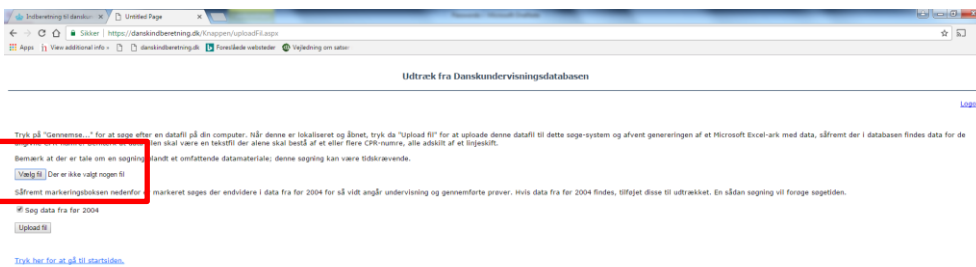 Indberetning til danskur
Untitled Page
Sikker | https://danskindberetning.dk/Knappen/uploadFil.aspx
Apps View additional info » danskindberetning.dk Foreslåede websteder Vejledning om satser
Udtræk fra Danskundervisningsdatabasen
Logo
Tryk på "Gennemse..." for at søge efter en datafil på din computer. Når denne er lokaliseret og åbnet, tryk da "Upload fil" for at uploade denne datafil til dette søge-system og afvent genereringen af et Microsoft Excel-ark med data, såfremt der i databasen findes data for de
len skal være en tekstfil der alene skal bestå af et eller flere CPR-numre, alle adskilt af et linjeskift.
Bemærk at der er tale om en søgning blandt et omfattende datamateriale; denne søgning kan være tidskrævende.
Vælg fil Der er ikke valgt nogen fil
Såfremt markeringsboksen nedenfor er markeret søges der endvidere i data fra før 2004 for så vidt angår undervisning og gennemførte prøver. Hvis data fra før 2004 findes, tilføjet disse til udtrækket. En sådan søgning vil forøge søgetiden.
Søg data fra før 2004
Upload fil
Tryk her for at gå til startsiden.